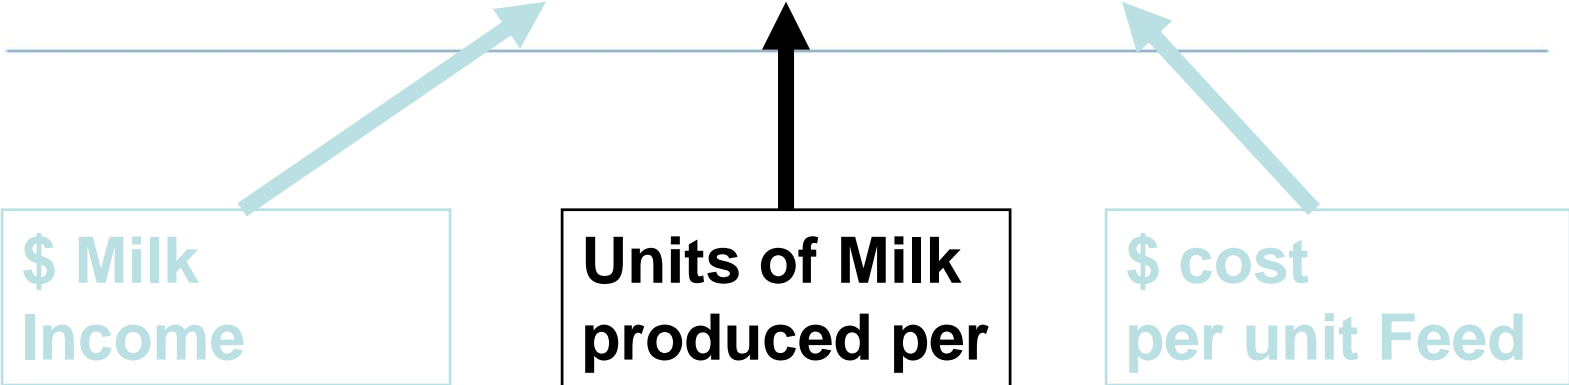 $ Milk
Income
Units of Milk
produced per
$ cost
per unit Feed